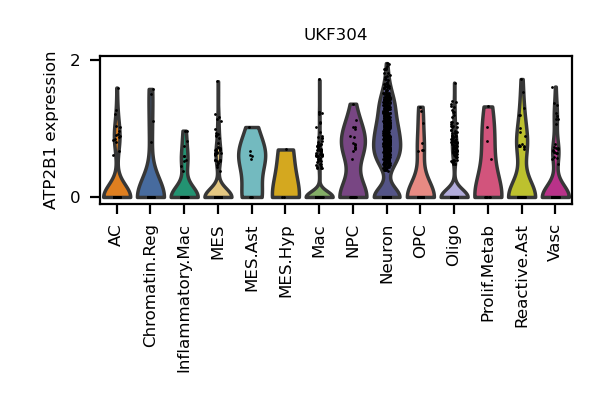 UKF304
ATP2B1 expression
2
0
AC
Chromatin.Reg
Inflammatory.Mac
MES
MES.Ast
MES.Hyp
Mac
NPC
Neuron
OPC
Oligo
Prolif.Metab
Reactive.Ast
Vasc